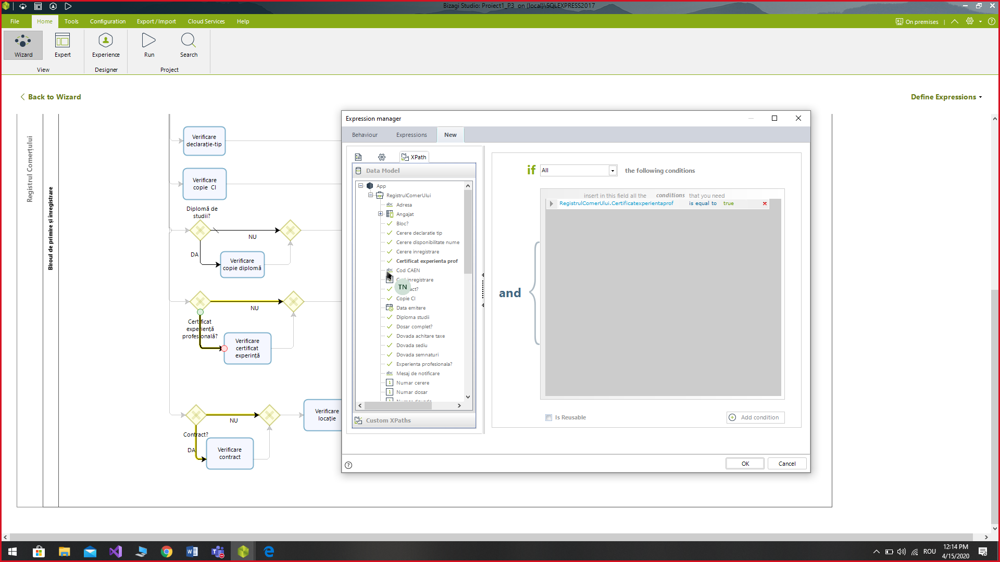 Bizagi Studio: Proiect1_P3 on (local)\SQLEXPRESS2017
File
Home
Tools
Configuration
Export / Import
Cloud Services
Help
On premises
Wizard
Expert
Experience
Run
Search
View
Designer
Project
Back to Wizard
Define Expressions
Registrul Comerțului
Biroul de primire și înregistrare
Verificare
declarație-tip
Verificare
copie CI
Diplomă de
studii?
NU
DA
Verificare
copie diplomă
NU
Certificat
experiență
profesională?
Verificare
certificat
experință
NU
Contract?
DA
Verificare
contract
Verificare
locație
Expression manager
Behaviour
Expressions
New
XPath
Data Model
App
RegistrulComerUlui
abc Adresa
Angajat
Bloc?
Cerere declaratie tip
Cerere disponibilitate nume
Cerere inregistrare
Certificat experienta prof
abc Cod CAEN
inregistrare
TN
Copie CI
Data emitere
Diploma studii
Dosar complet?
Dovada achitare taxe
Dovada sediu
Dovada semnaturi
Experienta profesionala?
abc Mesaj de notificare
1 Numar cerere
1 Numar dosar
Custom XPaths
if All the following conditions
insert in this field all the conditions that you need
RegistrulComerUlui.Certificatexperientaprof is equal to true
and
Is Reusable
Add condition
OK
Cancel
ROU
12:14 PM
4/15/2020